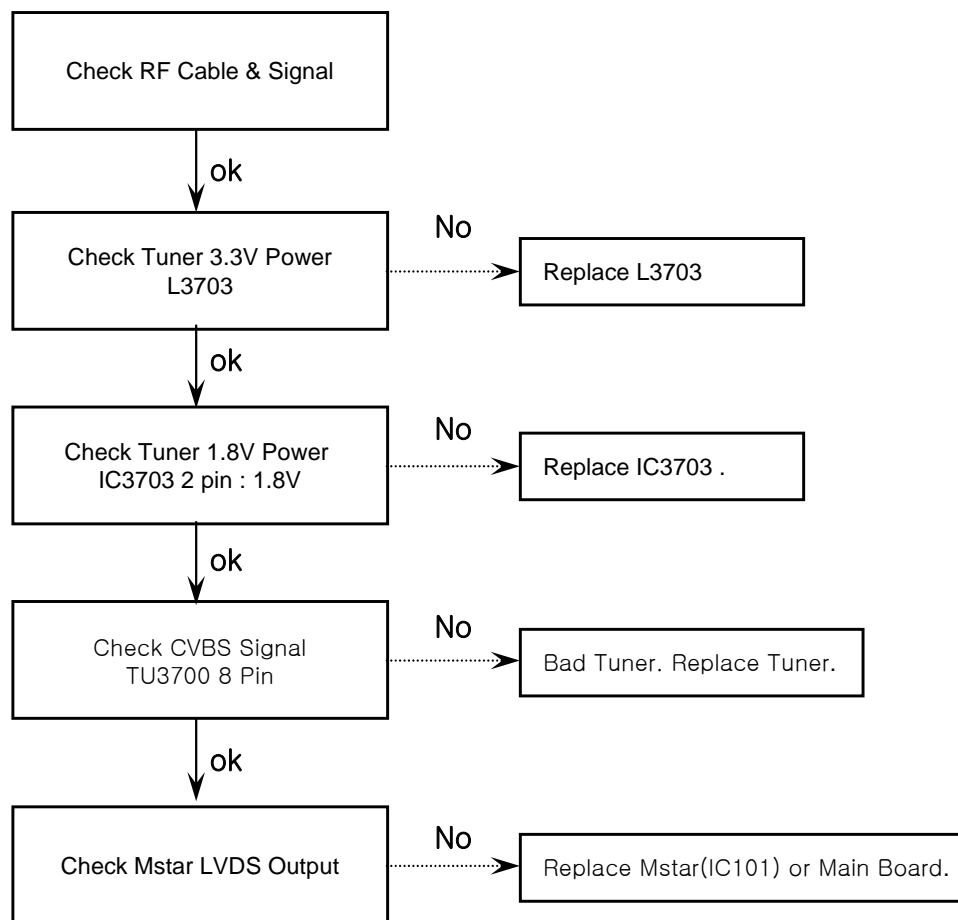 Check RF Cable & Signal
ok
Check Tuner 3.3V Power
L3703
No
Replace L3703
ok
Check Tuner 1.8V Power
IC3703 2 pin : 1.8V
No
Replace IC3703 .
ok
Check CVBS Signal
TU3700 8 Pin
No
Bad Tuner. Replace Tuner.
ok
Check Mstar LVDS Output
No
Replace Mstar(IC101) or Main Board.